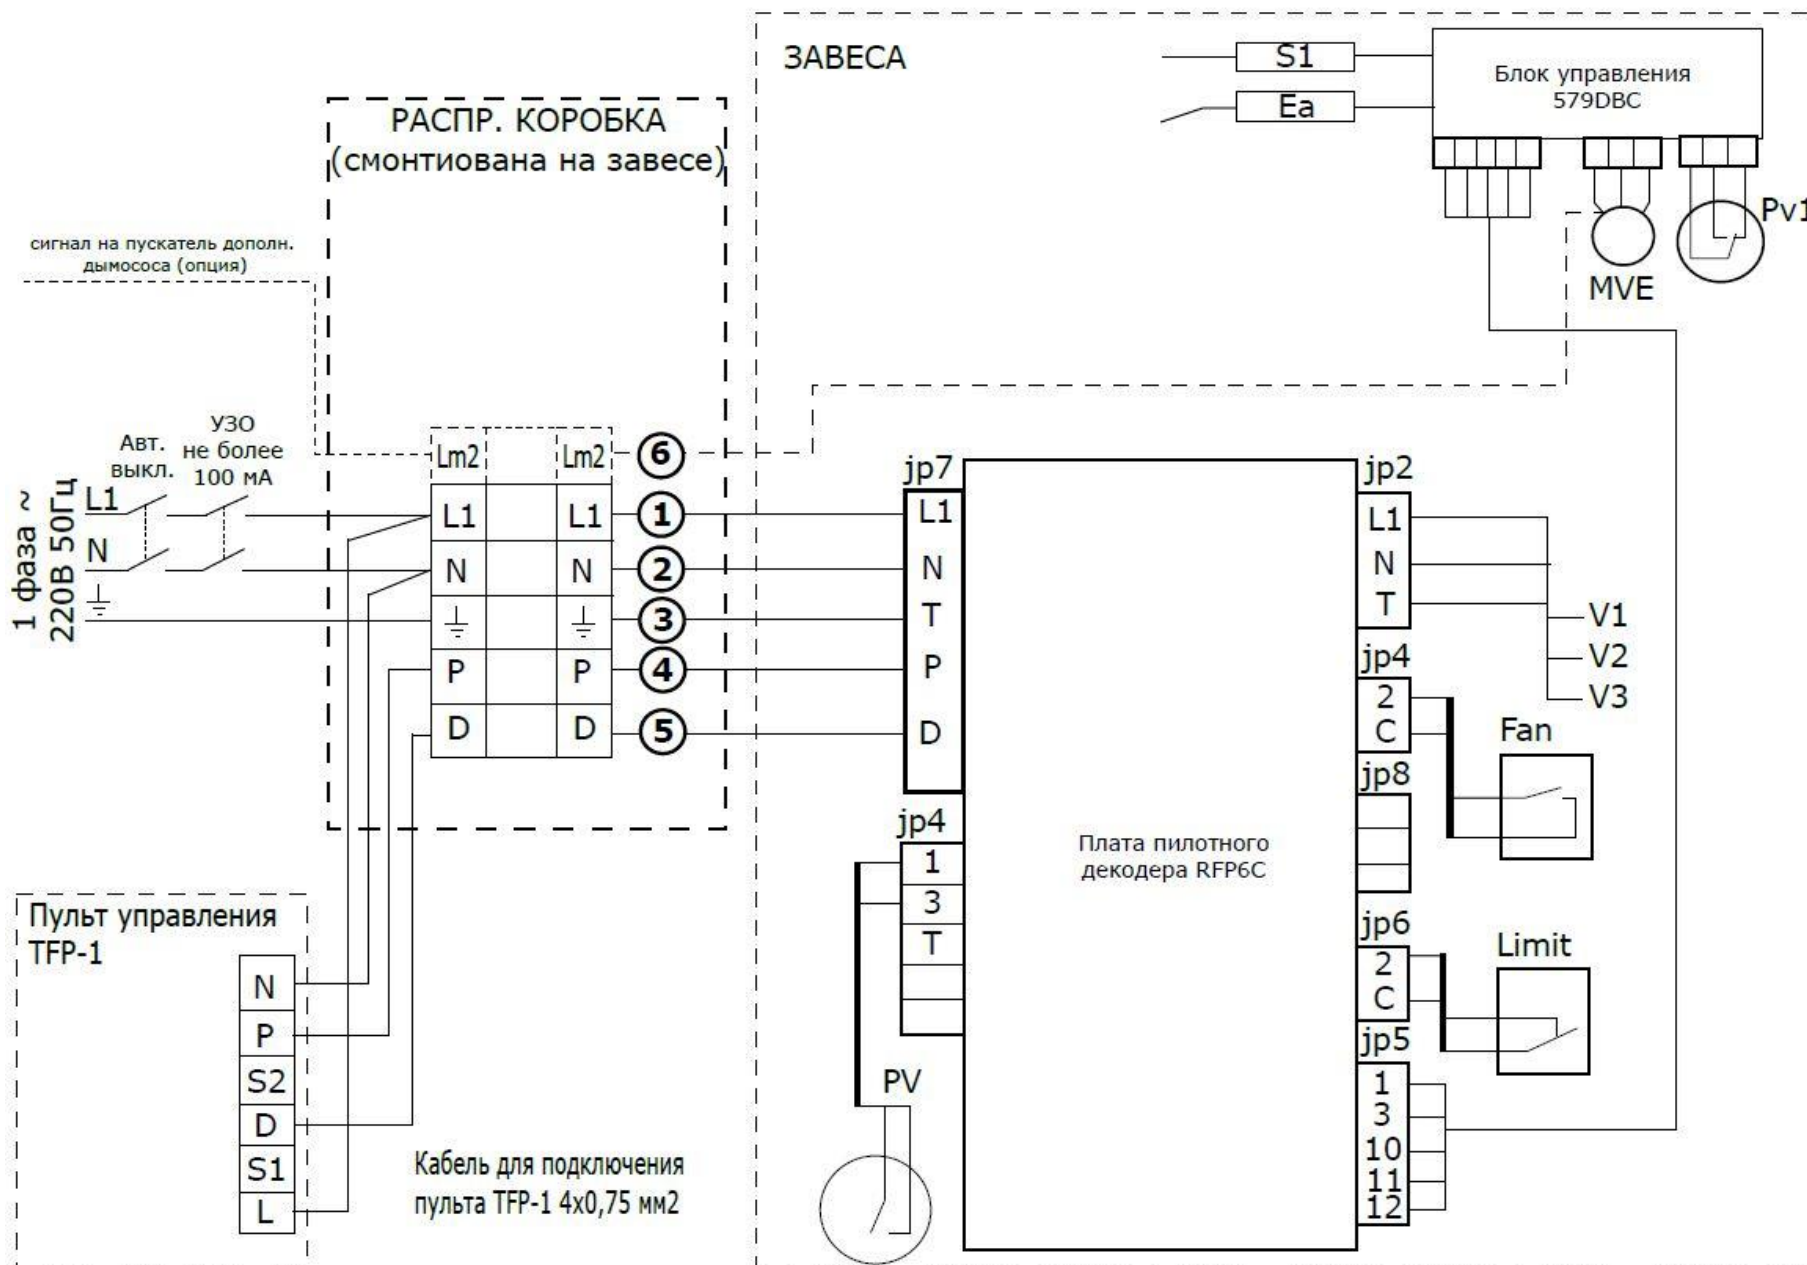 ЗАВЕСА
S1
Ea
Блок управления
579DBC
Pv1
MVE
РАСПР. КОРОБКА
(смонтиована на завесе)
сигнал на пускатель дополн.
дымососа (опция)
1 фаза ~
220В 50Гц
Авт.
выкл.
УЗО
не более
100 мА
L1
N
Lm2 Lm2 6
L1 L1 1
N N 2
3
P P 4
D D 5
jp7
L1
N
T
P
D
jp4
1
3
T
PV
Плата пилотного
декодера RFP6C
jp2
L1
N
T
V1
V2
V3
jp4
2
C
Fan
jp8
jp6
2
C
Limit
jp5
1
3
10
11
12
Пульт управления
TFP-1
N
P
S2
D
S1
L
Кабель для подключения
пульта TFP-1 4x0,75 мм2